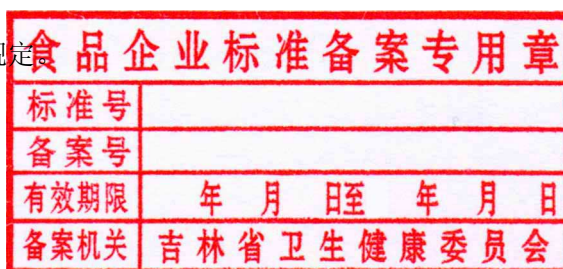 规定。
食品企业标准备案专用章
标准号
备案号
有效期限 年 月 日至 年 月 日
备案机关 吉林省卫生健康委员会